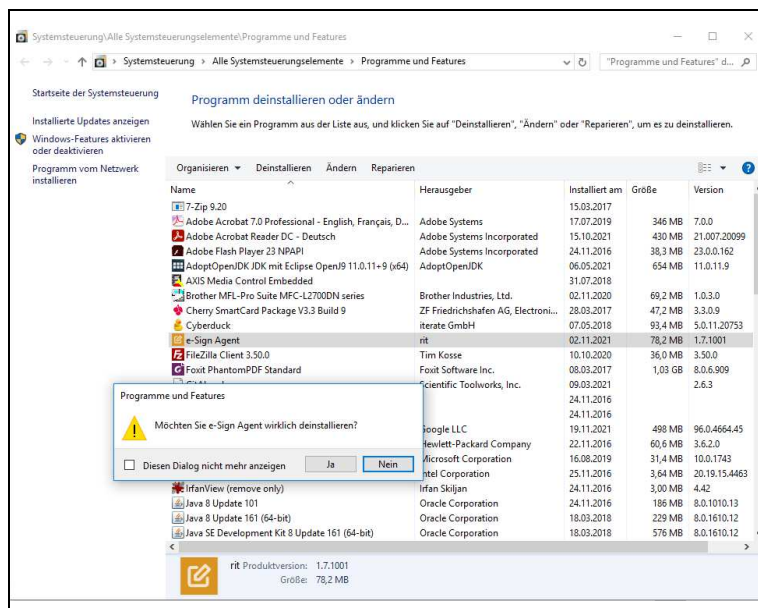 Systemsteuerung\Alle Systemsteuerungselemente\Programme und Features
Systemsteuerung › Alle Systemsteuerungselemente › Programme und Features
"Programme und Features" d...
Startseite der Systemsteuerung
Installierte Updates anzeigen
Windows-Features aktivieren
oder deaktivieren
Programm vom Netzwerk
installieren
Programm deinstallieren oder ändern
Wählen Sie ein Programm aus der Liste aus, und klicken Sie auf "Deinstallieren", "Ändern" oder "Reparieren", um es zu deinstallieren.
Organisieren Deinstallieren Ändern Reparieren
Name Herausgeber Installiert am Größe Version
7-Zip 9.20 15.03.2017
Adobe Acrobat 7.0 Professional - English, Français, D... Adobe Systems 17.07.2019 346 MB 7.0.0
Adobe Acrobat Reader DC - Deutsch Adobe Systems Incorporated 15.10.2021 430 MB 21.007.20099
Adobe Flash Player 23 NPAPI Adobe Systems Incorporated 24.11.2016 38,3 MB 23.0.0.162
AdoptOpenJDK JDK mit Eclipse OpenJ9 11.0.11+9 (x64) AdoptOpenJDK 06.05.2021 654 MB 11.0.11.9
AXIS Media Control Embedded 31.07.2018
Brother MFL-Pro Suite MFC-L2700DN series Brother Industries, Ltd. 02.11.2020 69,2 MB 1.0.3.0
Cherry SmartCard Package V3.3 Build 9 ZF Friedrichshafen AG, Electroni... 28.03.2017 47,2 MB 3.3.0.9
Cyberduck iterate GmbH 07.05.2018 93,4 MB 5.0.11.20753
e-Sign Agent rit 02.11.2021 78,2 MB 1.7.1001
FileZilla Client 3.50.0 Tim Kosse 10.10.2020 36,0 MB 3.50.0
Foxit PhantomPDF Standard Foxit Software Inc. 08.03.2017 1,03 GB 8.0.6.909
Scientific Toolworks, Inc. 09.03.2021 2.6.3
24.11.2016
24.11.2016
Google LLC 19.11.2021 498 MB 96.0.4664.45
Hewlett-Packard Company 22.11.2016 60,6 MB 3.6.2.0
Microsoft Corporation 16.08.2019 31,4 MB 10.0.1743
Intel Corporation 25.11.2016 3,64 MB 20.19.15.4463
IrfanView (remove only) Irfan Skiljan 24.11.2016 3,00 MB 4.42
Java 8 Update 101 Oracle Corporation 24.11.2016 186 MB 8.0.1010.13
Java 8 Update 161 (64-bit) Oracle Corporation 18.03.2018 229 MB 8.0.1610.12
Java SE Development Kit 8 Update 161 (64-bit) Oracle Corporation 18.03.2018 576 MB 8.0.1610.12
Programme und Features
Möchten Sie e-Sign Agent wirklich deinstallieren?
Diesen Dialog nicht mehr anzeigen
Ja Nein
rit Produktversion: 1.7.1001
Größe: 78,2 MB